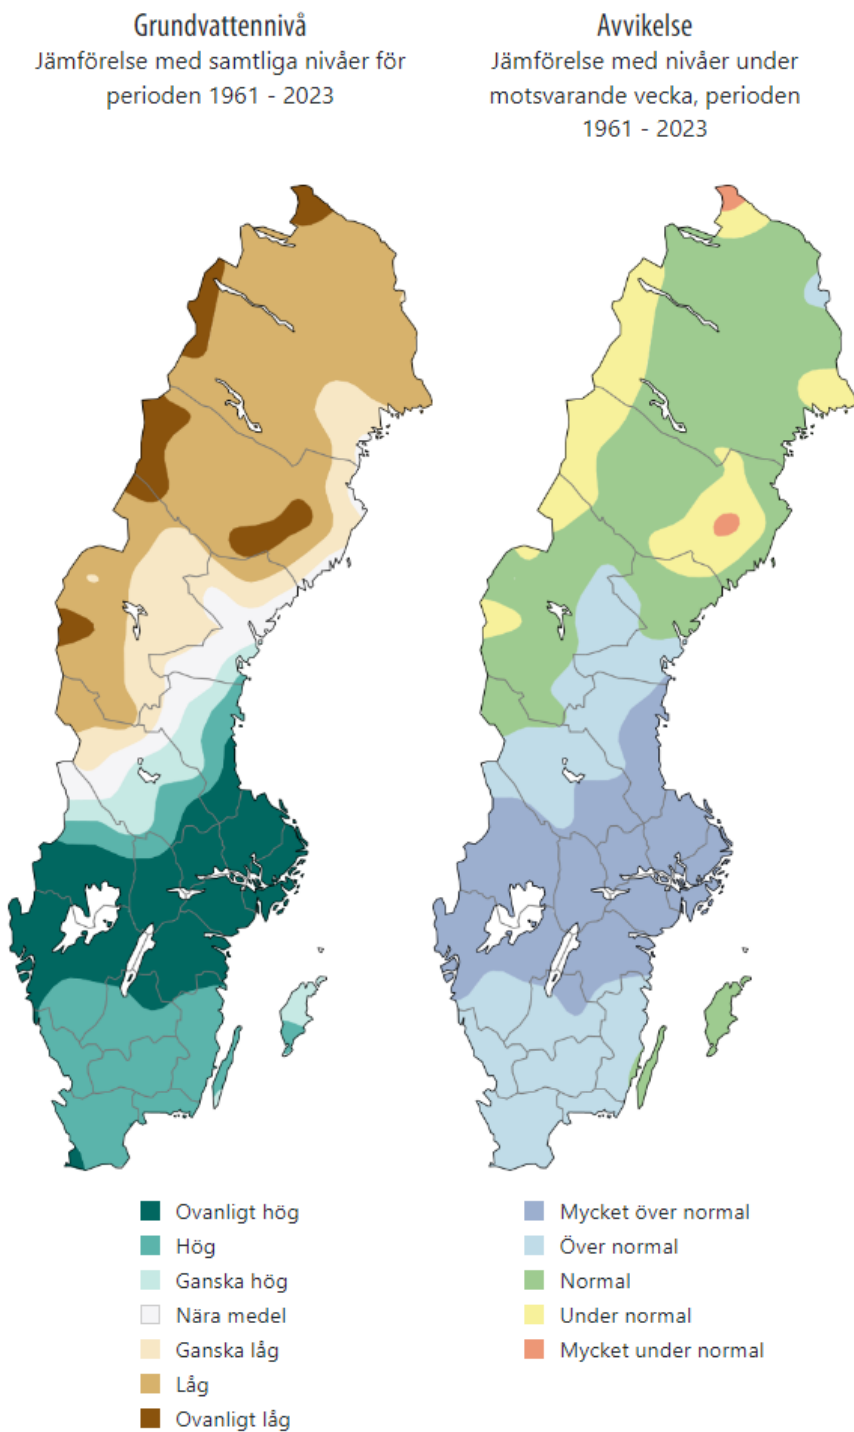 Grundvattennivå
Jämförelse med samtliga nivåer för
perioden 1961 - 2023
Avvikelse
Jämförelse med nivåer under
motsvarande vecka, perioden
1961 - 2023
Ovanligt hög
Hög
Ganska hög
Nära medel
Ganska låg
Låg
Ovanligt låg
Mycket över normal
Över normal
Normal
Under normal
Mycket under normal